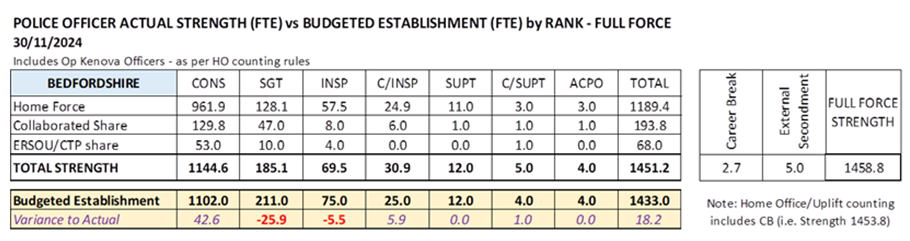 POLICE OFFICER ACTUAL STRENGTH (FTE) vs BUDGETED ESTABLISHMENT (FTE) by RANK - FULL FORCE
30/11/2024
Includes Op Kenova Officers - as per HO counting rules
BEDFORDSHIRE CONS SGT INSP C/INSP SUPT C/SUPT ACPO TOTAL
Home Force 961.9 128.1 57.5 24.9 11.0 3.0 3.0 1189.4
Collaborated Share 129.8 47.0 8.0 6.0 1.0 1.0 1.0 193.8
ERSOU/CTP share 53.0 10.0 4.0 0.0 0.0 1.0 0.0 68.0
TOTAL STRENGTH 1144.6 185.1 69.5 30.9 12.0 5.0 4.0 1451.2
Budgeted Establishment 1102.0 211.0 75.0 25.0 12.0 4.0 4.0 1433.0
Variance to Actual 42.6 -25.9 -5.5 5.9 0.0 1.0 0.0 18.2
Career Break
External
Secondment
FULL FORCE
STRENGTH
2.7 5.0 1458.8
Note: Home Office/Uplift counting
includes CB (i.e. Strength 1453.8)